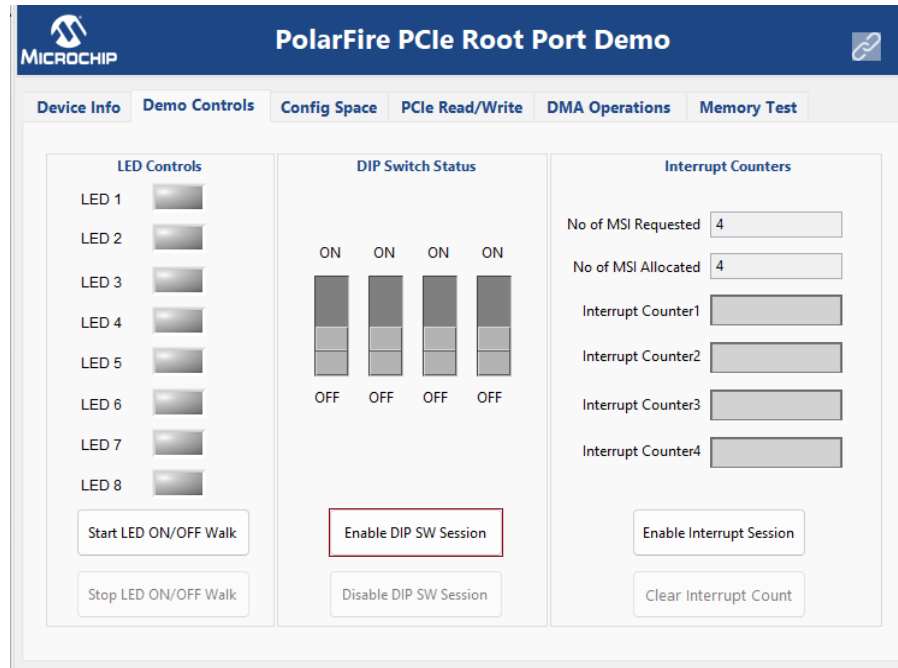 MICROCHIP
PolarFire PCIe Root Port Demo
Device Info
Demo Controls
Config Space
PCIe Read/Write
DMA Operations
Memory Test
LED Controls
LED 1
LED 2
LED 3
LED 4
LED 5
LED 6
LED 7
LED 8
Start LED ON/OFF Walk
Stop LED ON/OFF Walk
DIP Switch Status
ON ON ON ON
OFF OFF OFF OFF
Enable DIP SW Session
Disable DIP SW Session
Interrupt Counters
No of MSI Requested 4
No of MSI Allocated 4
Interrupt Counter1
Interrupt Counter2
Interrupt Counter3
Interrupt Counter4
Enable Interrupt Session
Clear Interrupt Count